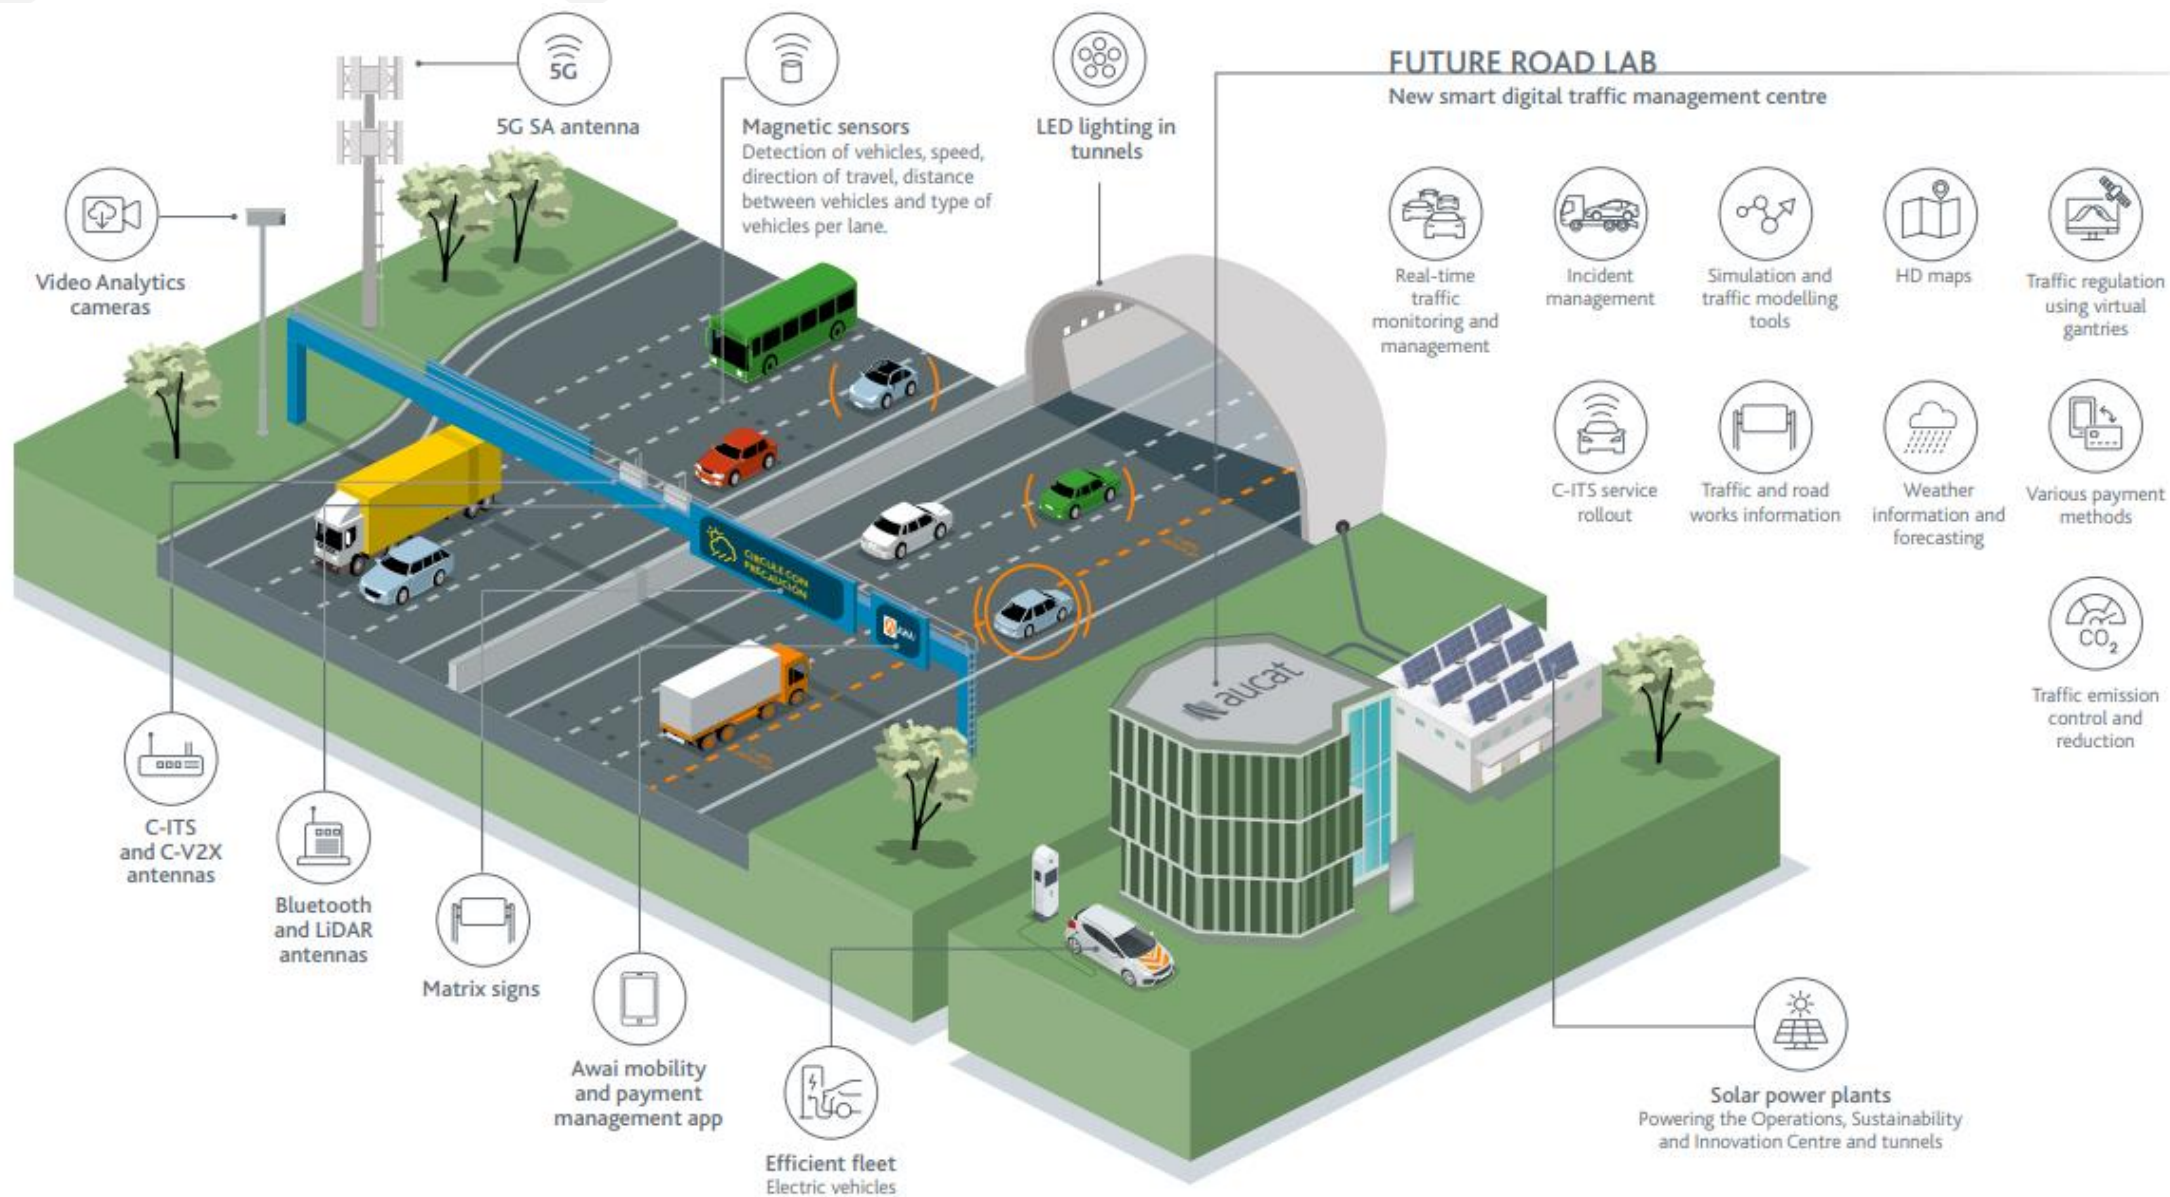 5G
5G SA antenna
Magnetic sensors
Detection of vehicles, speed,
direction of travel, distance
between vehicles and type of
vehicles per lane.
LED lighting in
tunnels
FUTURE ROAD LAB
New smart digital traffic management centre
Video Analytics
cameras
Real-time
traffic
monitoring and
management
Incident
management
Simulation and
traffic modelling
tools
HD maps
Traffic regulation
using virtual
gantries
C-ITS service
rollout
Traffic and road
works information
Weather
information and
forecasting
Various payment
methods
CO2
Traffic emission
control and
reduction
CIRCULE CON
PRECAUCIÓN
aucat
C-ITS
and C-V2X
antennas
Bluetooth
and LiDAR
antennas
Matrix signs
Awai mobility
and payment
management app
Efficient fleet
Electric vehicles
Solar power plants
Powering the Operations, Sustainability
and Innovation Centre and tunnels